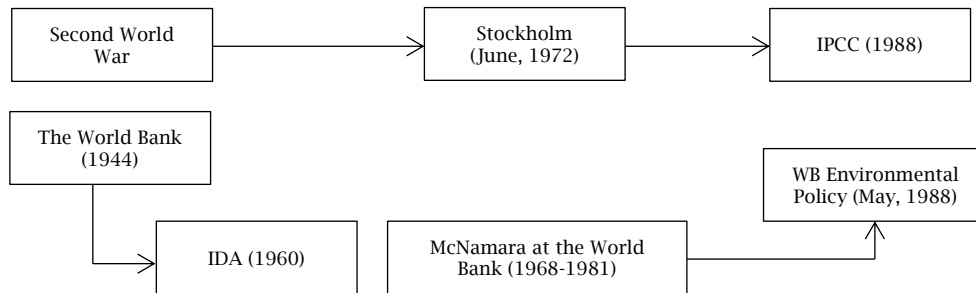 Second World
War
Stockholm
(June, 1972)
IPCC (1988)
The World Bank
(1944)
WB Environmental
Policy (May, 1988)
IDA (1960)
McNamara at the World
Bank (1968-1981)